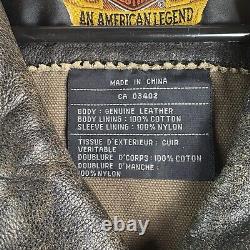 AN AMERICAN LEGEND
MADE IN CHINA
CA 03402
BODY: GENUINE LEATHER
BODY LINING: 100% COTTON
SLEEVE LINING: 100% NYLON
TISSUE D'EXTERIEUR: CUIR
VERITABLE
DOUBLURE D'CORPS: 100% COTTON
DOUBLURE D'MANCHE:
100% NYLON